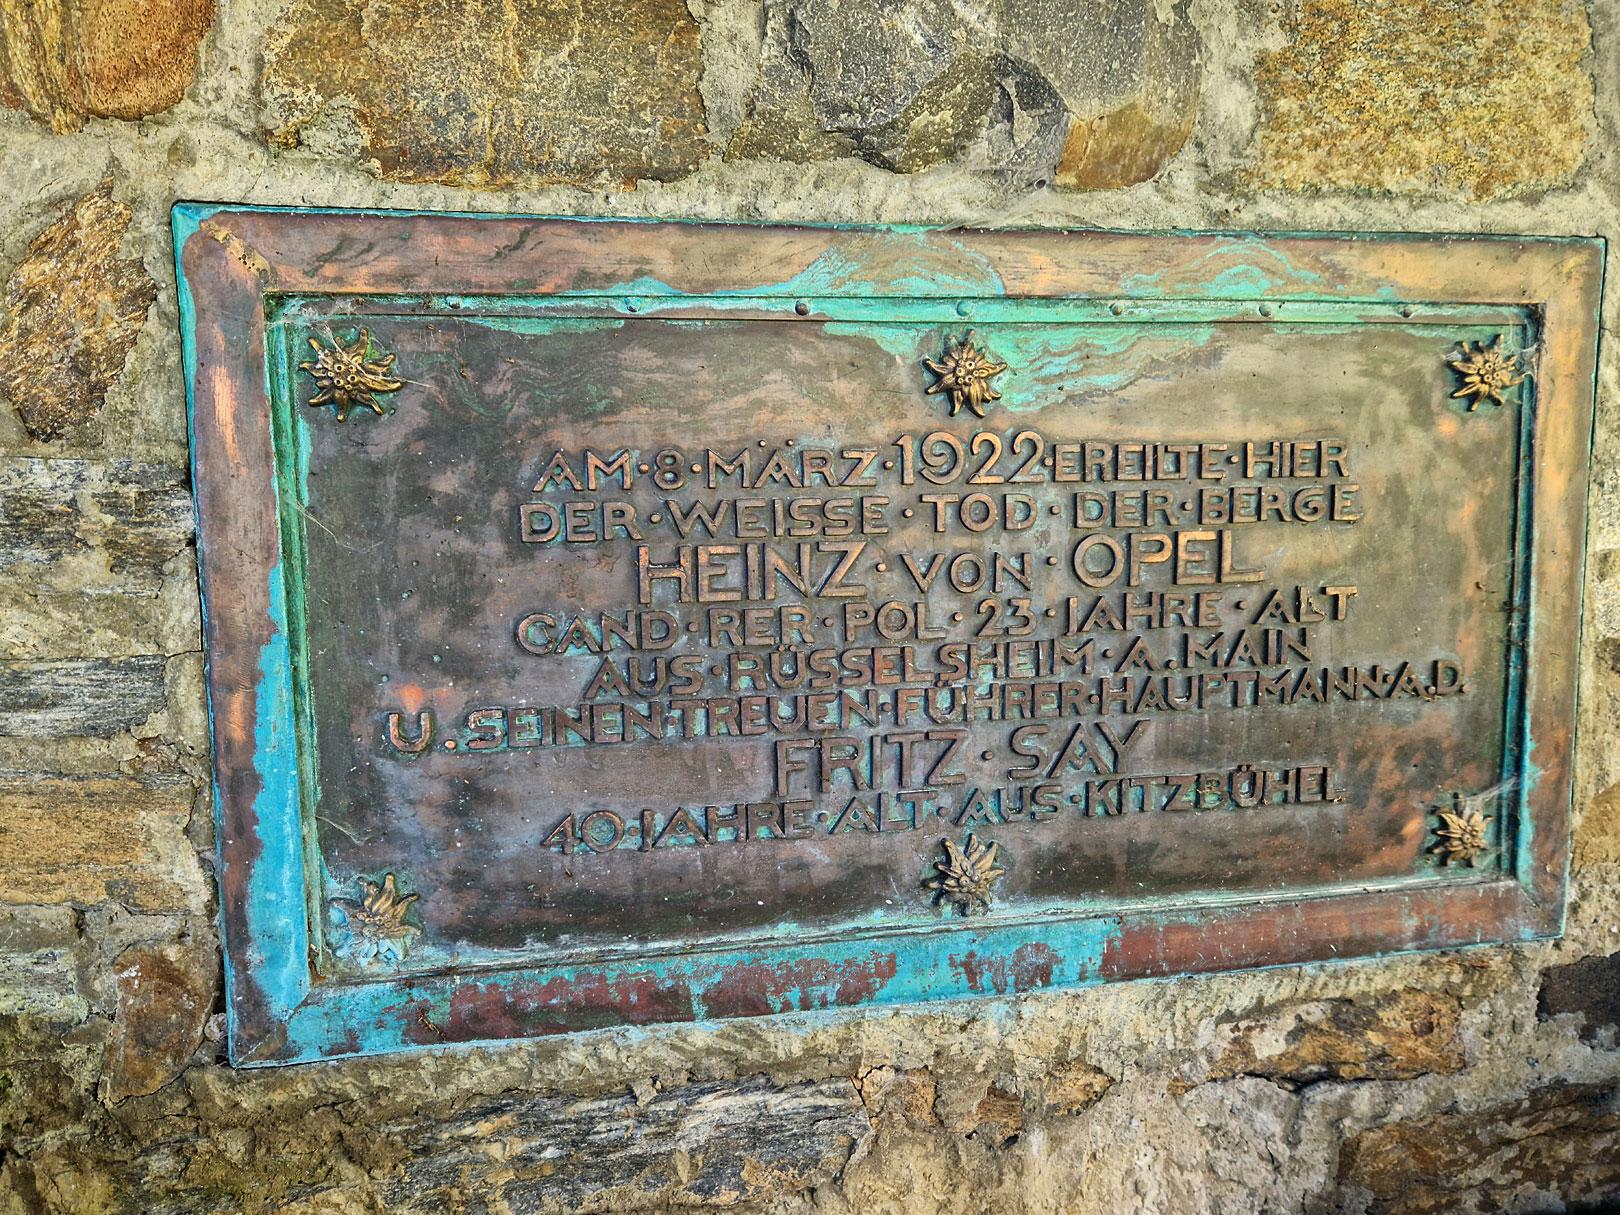 AM·8·MÄRZ·1922·EREILTE·HIER
DER·WEISSE·TOD·DER·BERGE
HEINZ·VON·OPEL
CAND·RER·POL·23·JAHRE·ALT
AUS·RÜSSELSHEIM·A.MAIN
U.SEINEN·TREUEN·FÜHRER·HAUPTMANN·A.D.
FRITZ·SAY
40·JAHRE·ALT·AUS·KITZBÜHEL